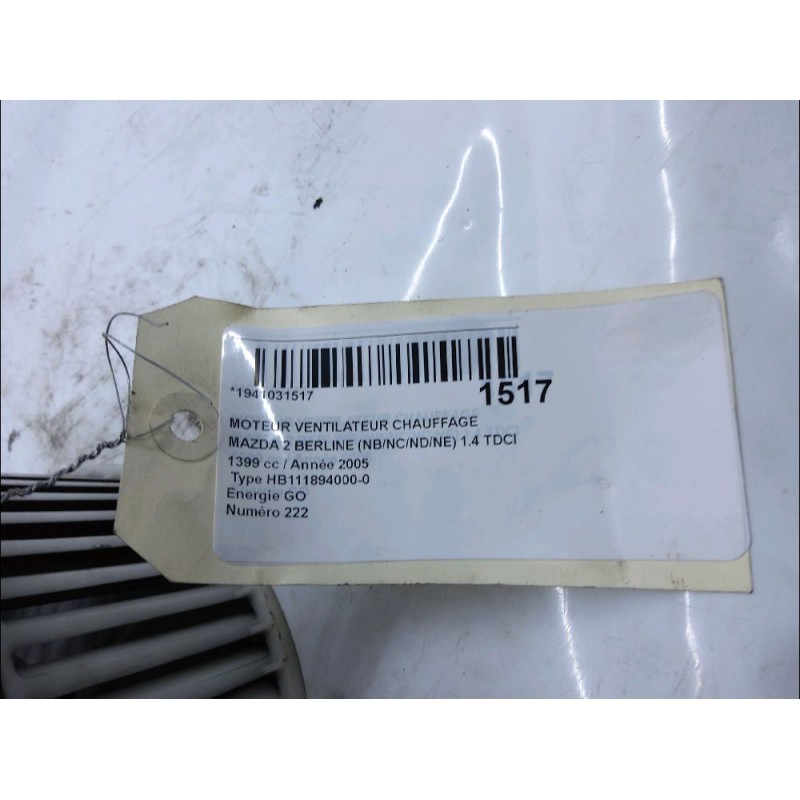 *1941031517
1517
MOTEUR VENTILATEUR CHAUFFAGE
MAZDA 2 BERLINE (NB/NC/ND/NE) 1.4 TDCI
1399 cc / Année 2005
Type HB111894000-0
Energie GO
Numéro 222